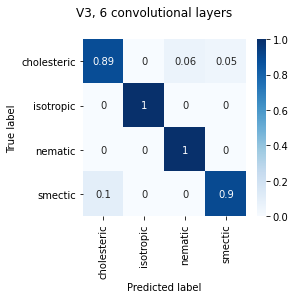 V3, 6 convolutional layers
True label
cholesteric 0.89 0 0.06 0.05
isotropic 0 1 0 0
nematic 0 0 1 0
smectic 0.1 0 0 0.9
cholesteric isotropic nematic smectic
Predicted label
1.0
0.8
0.6
0.4
0.2
0.0